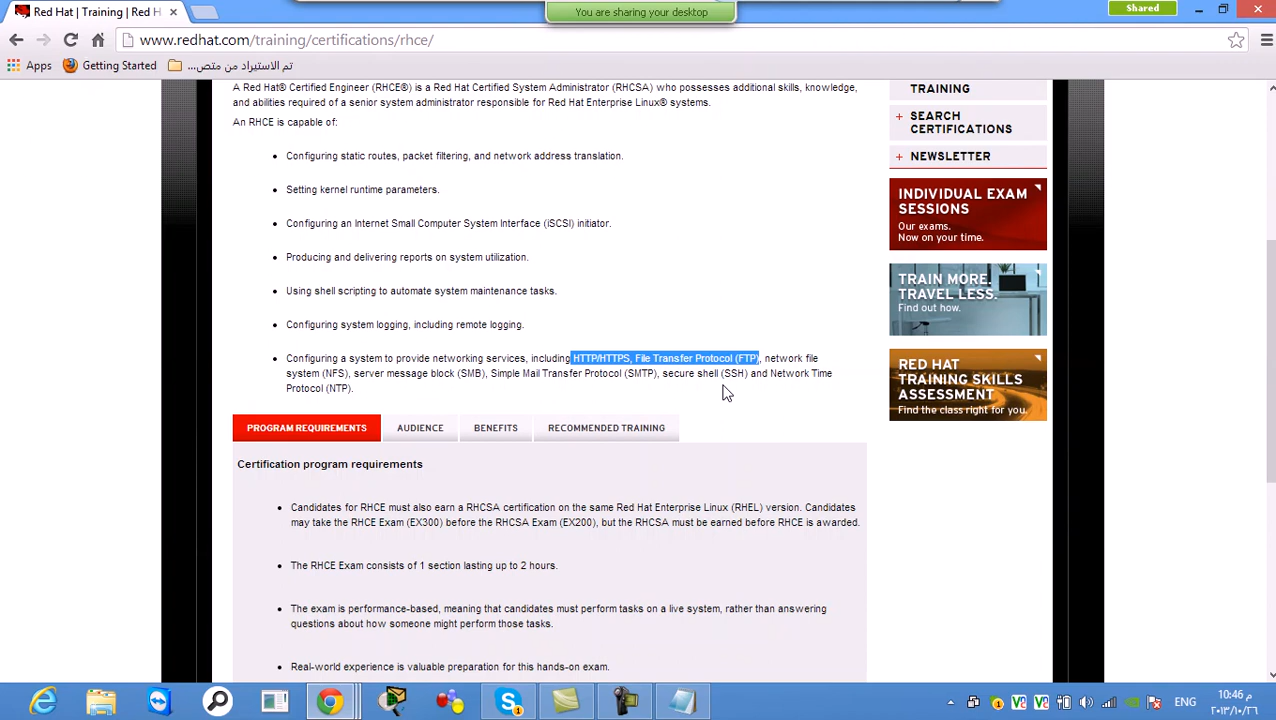 Red Hat | Training | Red H
You are sharing your desktop
Shared
www.redhat.com/training/certifications/rhce/
Apps
Getting Started
تم الاستيراد من متص...
A Red Hat® Certified Engineer (RHCE®) is a Red Hat Certified System Administrator (RHCSA) who possesses additional skills, knowledge,
and abilities required of a senior system administrator responsible for Red Hat Enterprise Linux® systems.
An RHCE is capable of:
Configuring static routes, packet filtering, and network address translation.
Setting kernel runtime parameters.
Configuring an Internet Small Computer System Interface (iSCSI) initiator.
Producing and delivering reports on system utilization.
Using shell scripting to automate system maintenance tasks.
Configuring system logging, including remote logging.
Configuring a system to provide networking services, including HTTP/HTTPS, File Transfer Protocol (FTP), network file
system (NFS), server message block (SMB), Simple Mail Transfer Protocol (SMTP), secure shell (SSH) and Network Time
Protocol (NTP).
PROGRAM REQUIREMENTS
AUDIENCE
BENEFITS
RECOMMENDED TRAINING
Certification program requirements
Candidates for RHCE must also earn a RHCSA certification on the same Red Hat Enterprise Linux (RHEL) version. Candidates
may take the RHCE Exam (EX300) before the RHCSA Exam (EX200), but the RHCSA must be earned before RHCE is awarded.
The RHCE Exam consists of 1 section lasting up to 2 hours.
The exam is performance-based, meaning that candidates must perform tasks on a live system, rather than answering
questions about how someone might perform those tasks.
Real-world experience is valuable preparation for this hands-on exam.
TRAINING
SEARCH
CERTIFICATIONS
NEWSLETTER
INDIVIDUAL EXAM
SESSIONS
Our exams.
Now on your time.
TRAIN MORE.
TRAVEL LESS.
Find out how.
RED HAT
TRAINING SKILLS
ASSESSMENT
Find the class right for you.
ENG
١٠:٤٦ م
٢٠١٣/١٠/٢٦